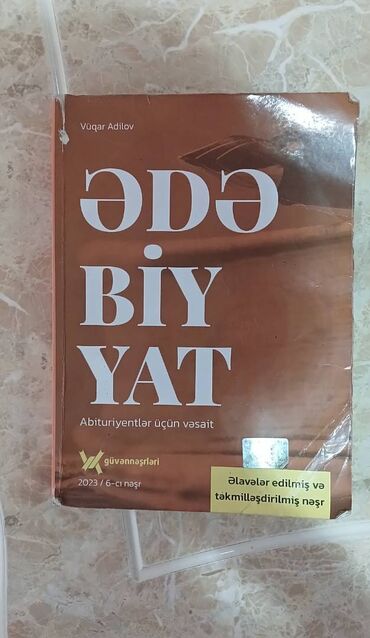 Vüqar Adilov
ƏDƏ
BİY
YAT
Abituriyentlər üçün vəsait
güvənnəşrləri
2023 / 6-cı nəşr
Əlavələr edilmiş və
təkmilləşdirilmiş nəşr